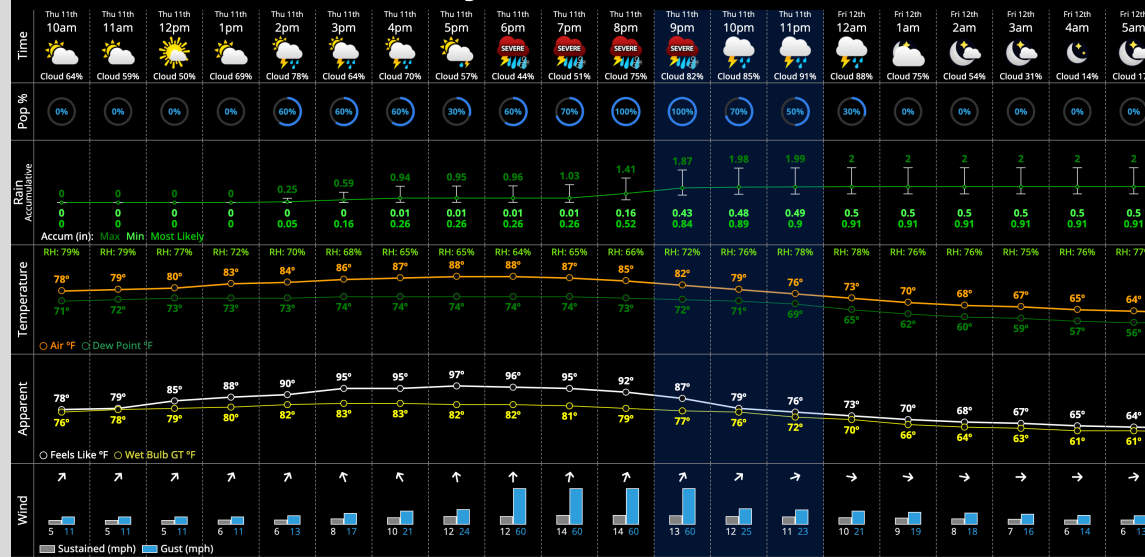 Time
Thu 11th Thu 11th Thu 11th Thu 11th Thu 11th Thu 11th Thu 11th Thu 11th Thu 11th Thu 11th Thu 11th Thu 11th Thu 11th Thu 11th Fri 12th Fri 12th Fri 12th Fri 12th Fri 12th Fri 12th
10am 11am 12pm 1pm 2pm 3pm 4pm 5pm 6pm 7pm 8pm 9pm 10pm 11pm 12am 1am 2am 3am 4am 5am
SEVERE SEVERE SEVERE SEVERE
Cloud 64% Cloud 59% Cloud 50% Cloud 69% Cloud 78% Cloud 64% Cloud 70% Cloud 57% Cloud 44% Cloud 51% Cloud 75% Cloud 82% Cloud 85% Cloud 91% Cloud 88% Cloud 75% Cloud 54% Cloud 31% Cloud 14% Cloud 17
Pop %
0% 0% 0% 0% 60% 60% 60% 30% 60% 70% 100% 100% 70% 50% 30% 0% 0% 0% 0% 0%
Rain
Accumulative
0 0 0 0 0.25 0.59 0.94 0.95 0.96 1.03 1.41 1.87 1.98 1.99 2 2 2 2 2 2
0 0 0 0 0 0 0.01 0.01 0.01 0.01 0.16 0.43 0.48 0.49 0.5 0.5 0.5 0.5 0.5 0.5
0 0 0 0 0.05 0.16 0.26 0.26 0.26 0.26 0.52 0.84 0.89 0.9 0.91 0.91 0.91 0.91 0.91 0.91
Accum (in): Max Min Most Likely
Temperature
RH: 79% RH: 79% RH: 77% RH: 72% RH: 70% RH: 68% RH: 65% RH: 65% RH: 64% RH: 65% RH: 66% RH: 72% RH: 76% RH: 78% RH: 78% RH: 76% RH: 76% RH: 75% RH: 76% RH: 77%
78° 79° 80° 83° 84° 86° 87° 88° 88° 87° 85° 82° 79° 76° 73° 70° 68° 67° 65° 64°
71° 72° 73° 73° 73° 74° 74° 74° 74° 74° 73° 72° 71° 69° 65° 62° 60° 59° 57° 56°
Air °F Dew Point °F
Apparent
78° 79° 85° 88° 90° 95° 95° 97° 96° 95° 92° 87° 79° 76° 73° 70° 68° 67° 65° 64°
76° 78° 79° 80° 82° 83° 83° 82° 82° 81° 79° 77° 76° 72° 70° 66° 64° 63° 61° 61°
Feels Like °F Wet Bulb GT °F
Wind
5 11 5 11 5 11 6 11 6 13 8 17 10 21 12 24 12 60 14 60 14 60 13 60 12 25 11 23 10 21 9 19 8 18 7 16 6 14 6 13
Sustained (mph) Gust (mph)